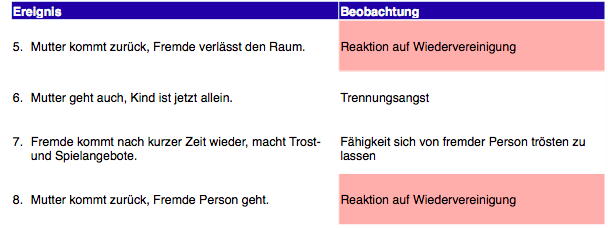 Ereignis Beobachtung
5. Mutter kommt zurück, Fremde verlässt den Raum. Reaktion auf Wiedervereinigung
6. Mutter geht auch, Kind ist jetzt allein. Trennungsangst
7. Fremde kommt nach kurzer Zeit wieder, macht Trost- Fähigkeit sich von fremder Person trösten zu
und Spielangebote. lassen
8. Mutter kommt zurück, Fremde Person geht. Reaktion auf Wiedervereinigung